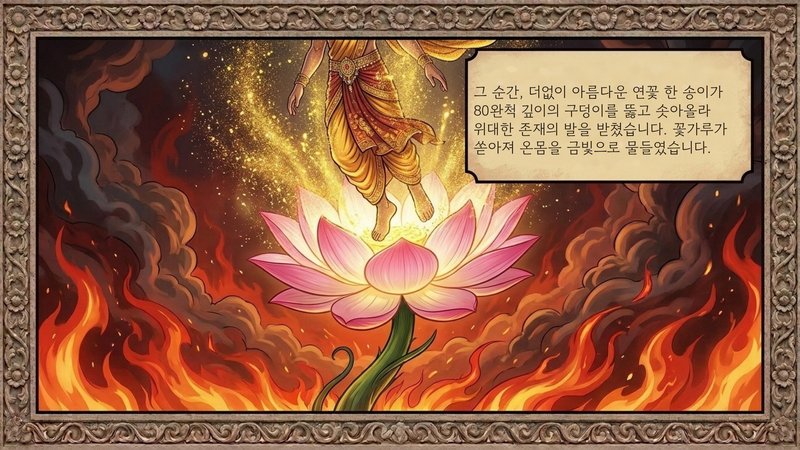 그 순간, 더없이 아름다운 연꽃 한 송이가
80완척 깊이의 구덩이를 뚫고 솟아올라
위대한 존재의 발을 받쳤습니다. 꽃가루가
쏟아져 온몸을 금빛으로 물들였습니다.